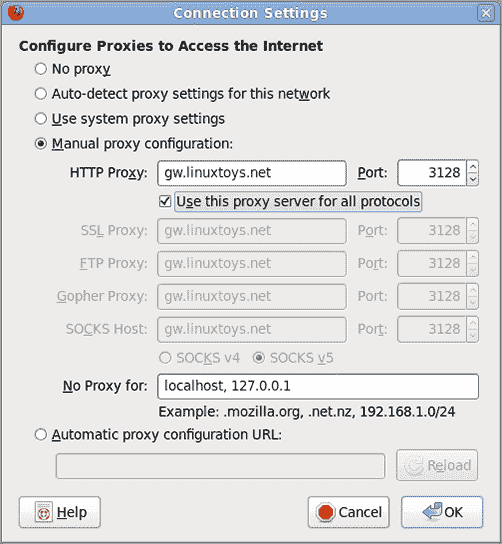 Connection Settings
Configure Proxies to Access the Internet
No proxy
Auto-detect proxy settings for this network
Use system proxy settings
Manual proxy configuration:
HTTP Proxy: gw.linuxtoys.net Port: 3128
Use this proxy server for all protocols
SSL Proxy: gw.linuxtoys.net Port: 3128
FTP Proxy: gw.linuxtoys.net Port: 3128
Gopher Proxy: gw.linuxtoys.net Port: 3128
SOCKS Host: gw.linuxtoys.net Port: 3128
SOCKS v4 SOCKS v5
No Proxy for: localhost, 127.0.0.1
Example: .mozilla.org, .net.nz, 192.168.1.0/24
Automatic proxy configuration URL:
Reload
Help Cancel OK